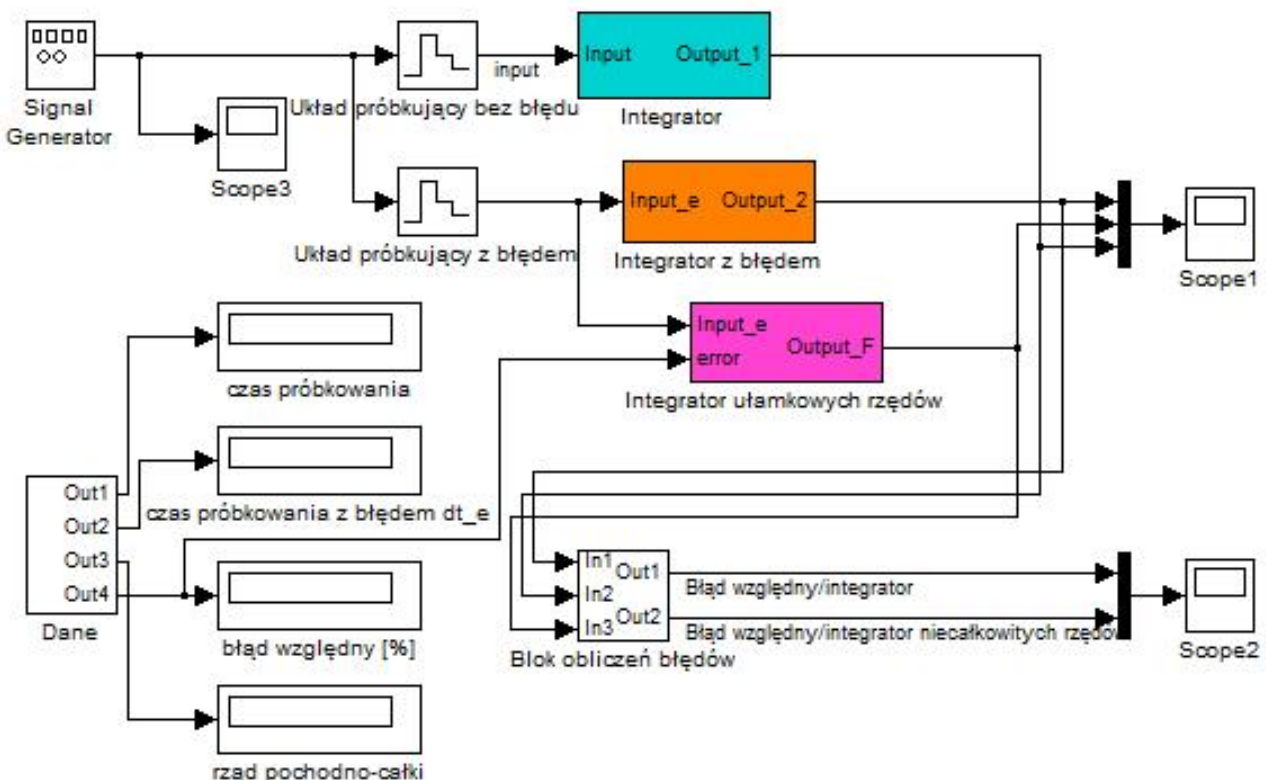 Signal
Generator
Scope3
Układ próbkujący bez błędu
input
Input
Output_1
Integrator
Układ próbkujący z błędem
Input_e
Output_2
Integrator z błędem
Scope1
Input_e
error
Output_F
Integrator ułamkowych rzędów
czas próbkowania
czas próbkowania z błędem dt_e
Out1
Out2
Out3
Out4
Dane
błąd względny [%]
rząd pochodno-całki
In1
In2
In3
Out1
Out2
Blok obliczeń błędów
Błąd względny/integrator
Błąd względny/integrator niecałkowitych rzędów
Scope2